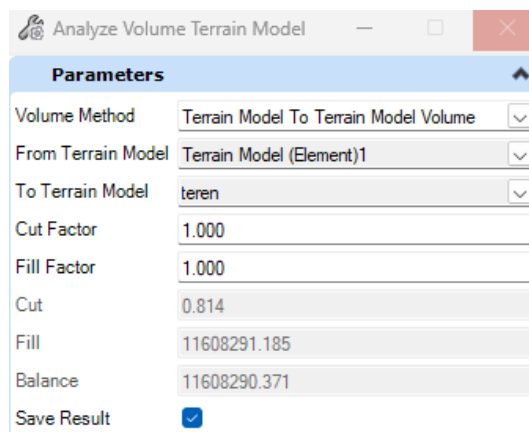 Analyze Volume Terrain Model
Parameters
Volume Method Terrain Model To Terrain Model Volume
From Terrain Model Terrain Model (Element)1
To Terrain Model teren
Cut Factor 1.000
Fill Factor 1.000
Cut 0.814
Fill 11608291.185
Balance 11608290.371
Save Result